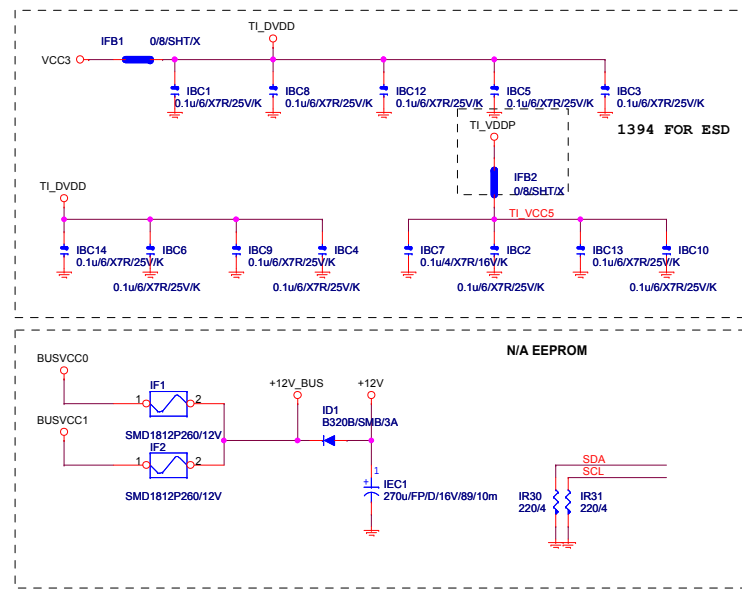 IFB1 0/8/SHT/X
TI_DVDD
VCC3
IBC1
0.1u/6/X7R/25V/K
IBC8
0.1u/6/X7R/25V/K
IBC12
0.1u/6/X7R/25V/K
IBC5
0.1u/6/X7R/25V/K
IBC3
0.1u/6/X7R/25V/K
TI_VDDP
1394 FOR ESD
IFB2
0/8/SHT/X
TI_DVDD
TI_VCC5
IBC14
0.1u/6/X7R/25V/K
IBC6
0.1u/6/X7R/25V/K
IBC9
0.1u/6/X7R/25V/K
IBC4
0.1u/6/X7R/25V/K
IBC7
0.1u/4/X7R/16V/K
IBC2
0.1u/6/X7R/25V/K
IBC13
0.1u/6/X7R/25V/K
IBC10
0.1u/6/X7R/25V/K
N/A EEPROM
BUSVCC0
IF1
1 2
SMD1812P260/12V
BUSVCC1
IF2
1 2
SMD1812P260/12V
+12V_BUS
+12V
ID1
B320B/SMB/3A
1
+
IEC1
270u/FP/D/16V/89/10m
SDA
SCL
IR30
220/4
IR31
220/4